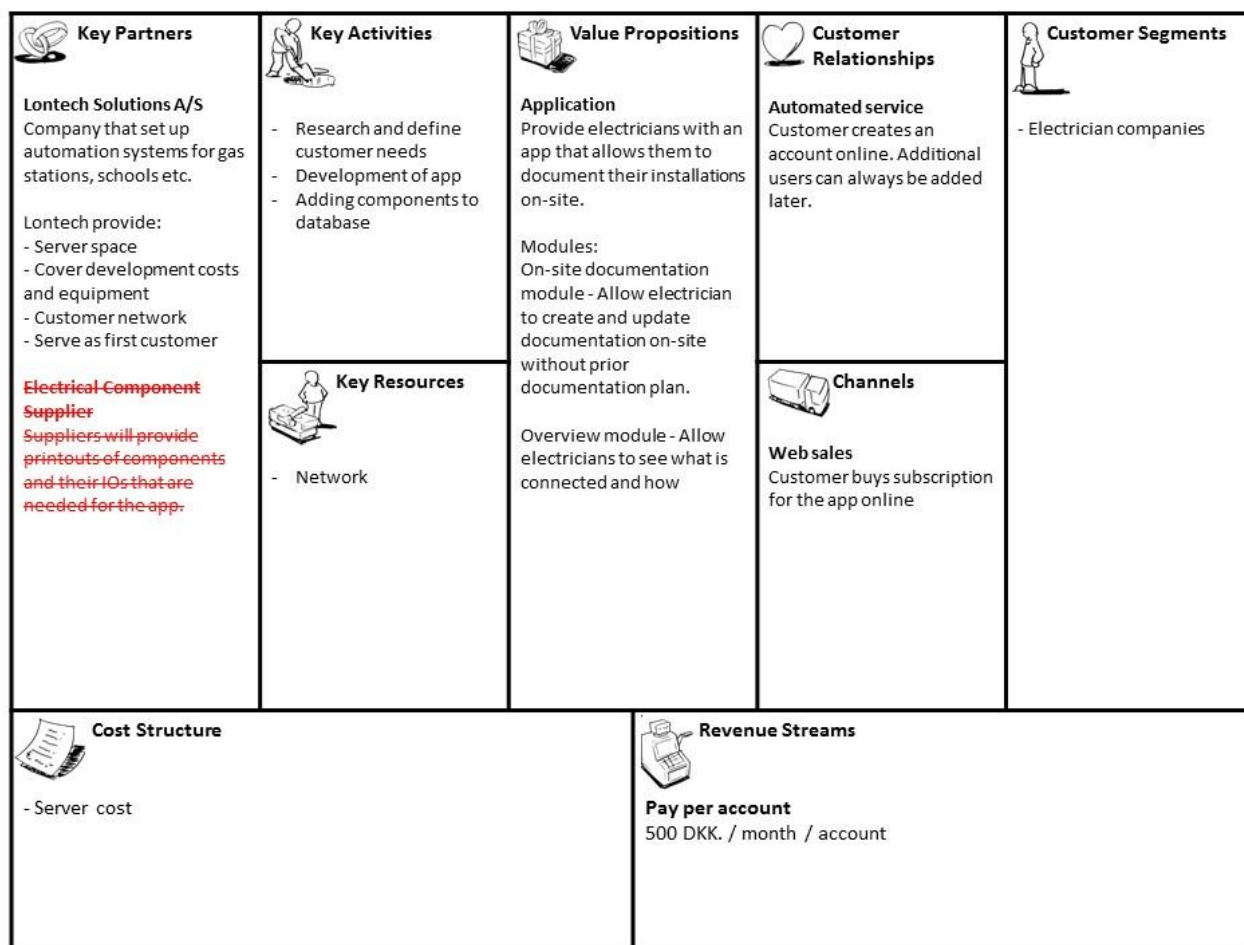 Key Partners
Lontech Solutions A/S
Company that set up
automation systems for gas
stations, schools etc.
Lontech provide:
- Server space
- Cover development costs
and equipment
- Customer network
- Serve as first customer
Electrical Component
Supplier
Suppliers will provide
printouts of components
and their IOs that are
needed for the app.
Key Activities
- Research and define
customer needs
- Development of app
- Adding components to
database
Key Resources
- Network
Value Propositions
Application
Provide electricians with an
app that allows them to
document their installations
on-site.
Modules:
On-site documentation
module - Allow electrician
to create and update
documentation on-site
without prior
documentation plan.
Overview module - Allow
electricians to see what is
connected and how
Customer
Relationships
Automated service
Customer creates an
account online. Additional
users can always be added
later.
Channels
Web sales
Customer buys subscription
for the app online
Customer Segments
- Electrician companies
Cost Structure
- Server cost
Revenue Streams
Pay per account
500 DKK. / month / account